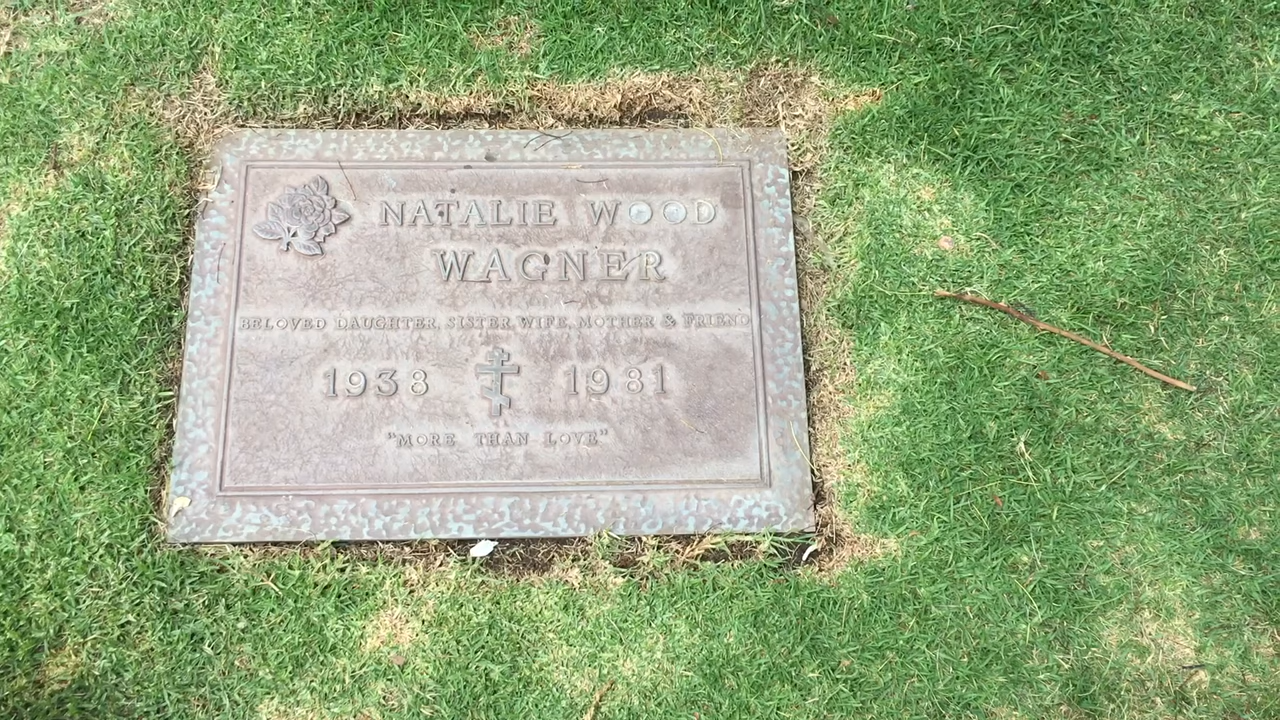 NATALIE WOOD
WAGNER
BELOVED DAUGHTER, SISTER, WIFE, MOTHER & FRIEND
1938 1981
"MORE THAN LOVE"